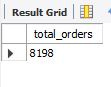 Result Grid
total_orders
8198